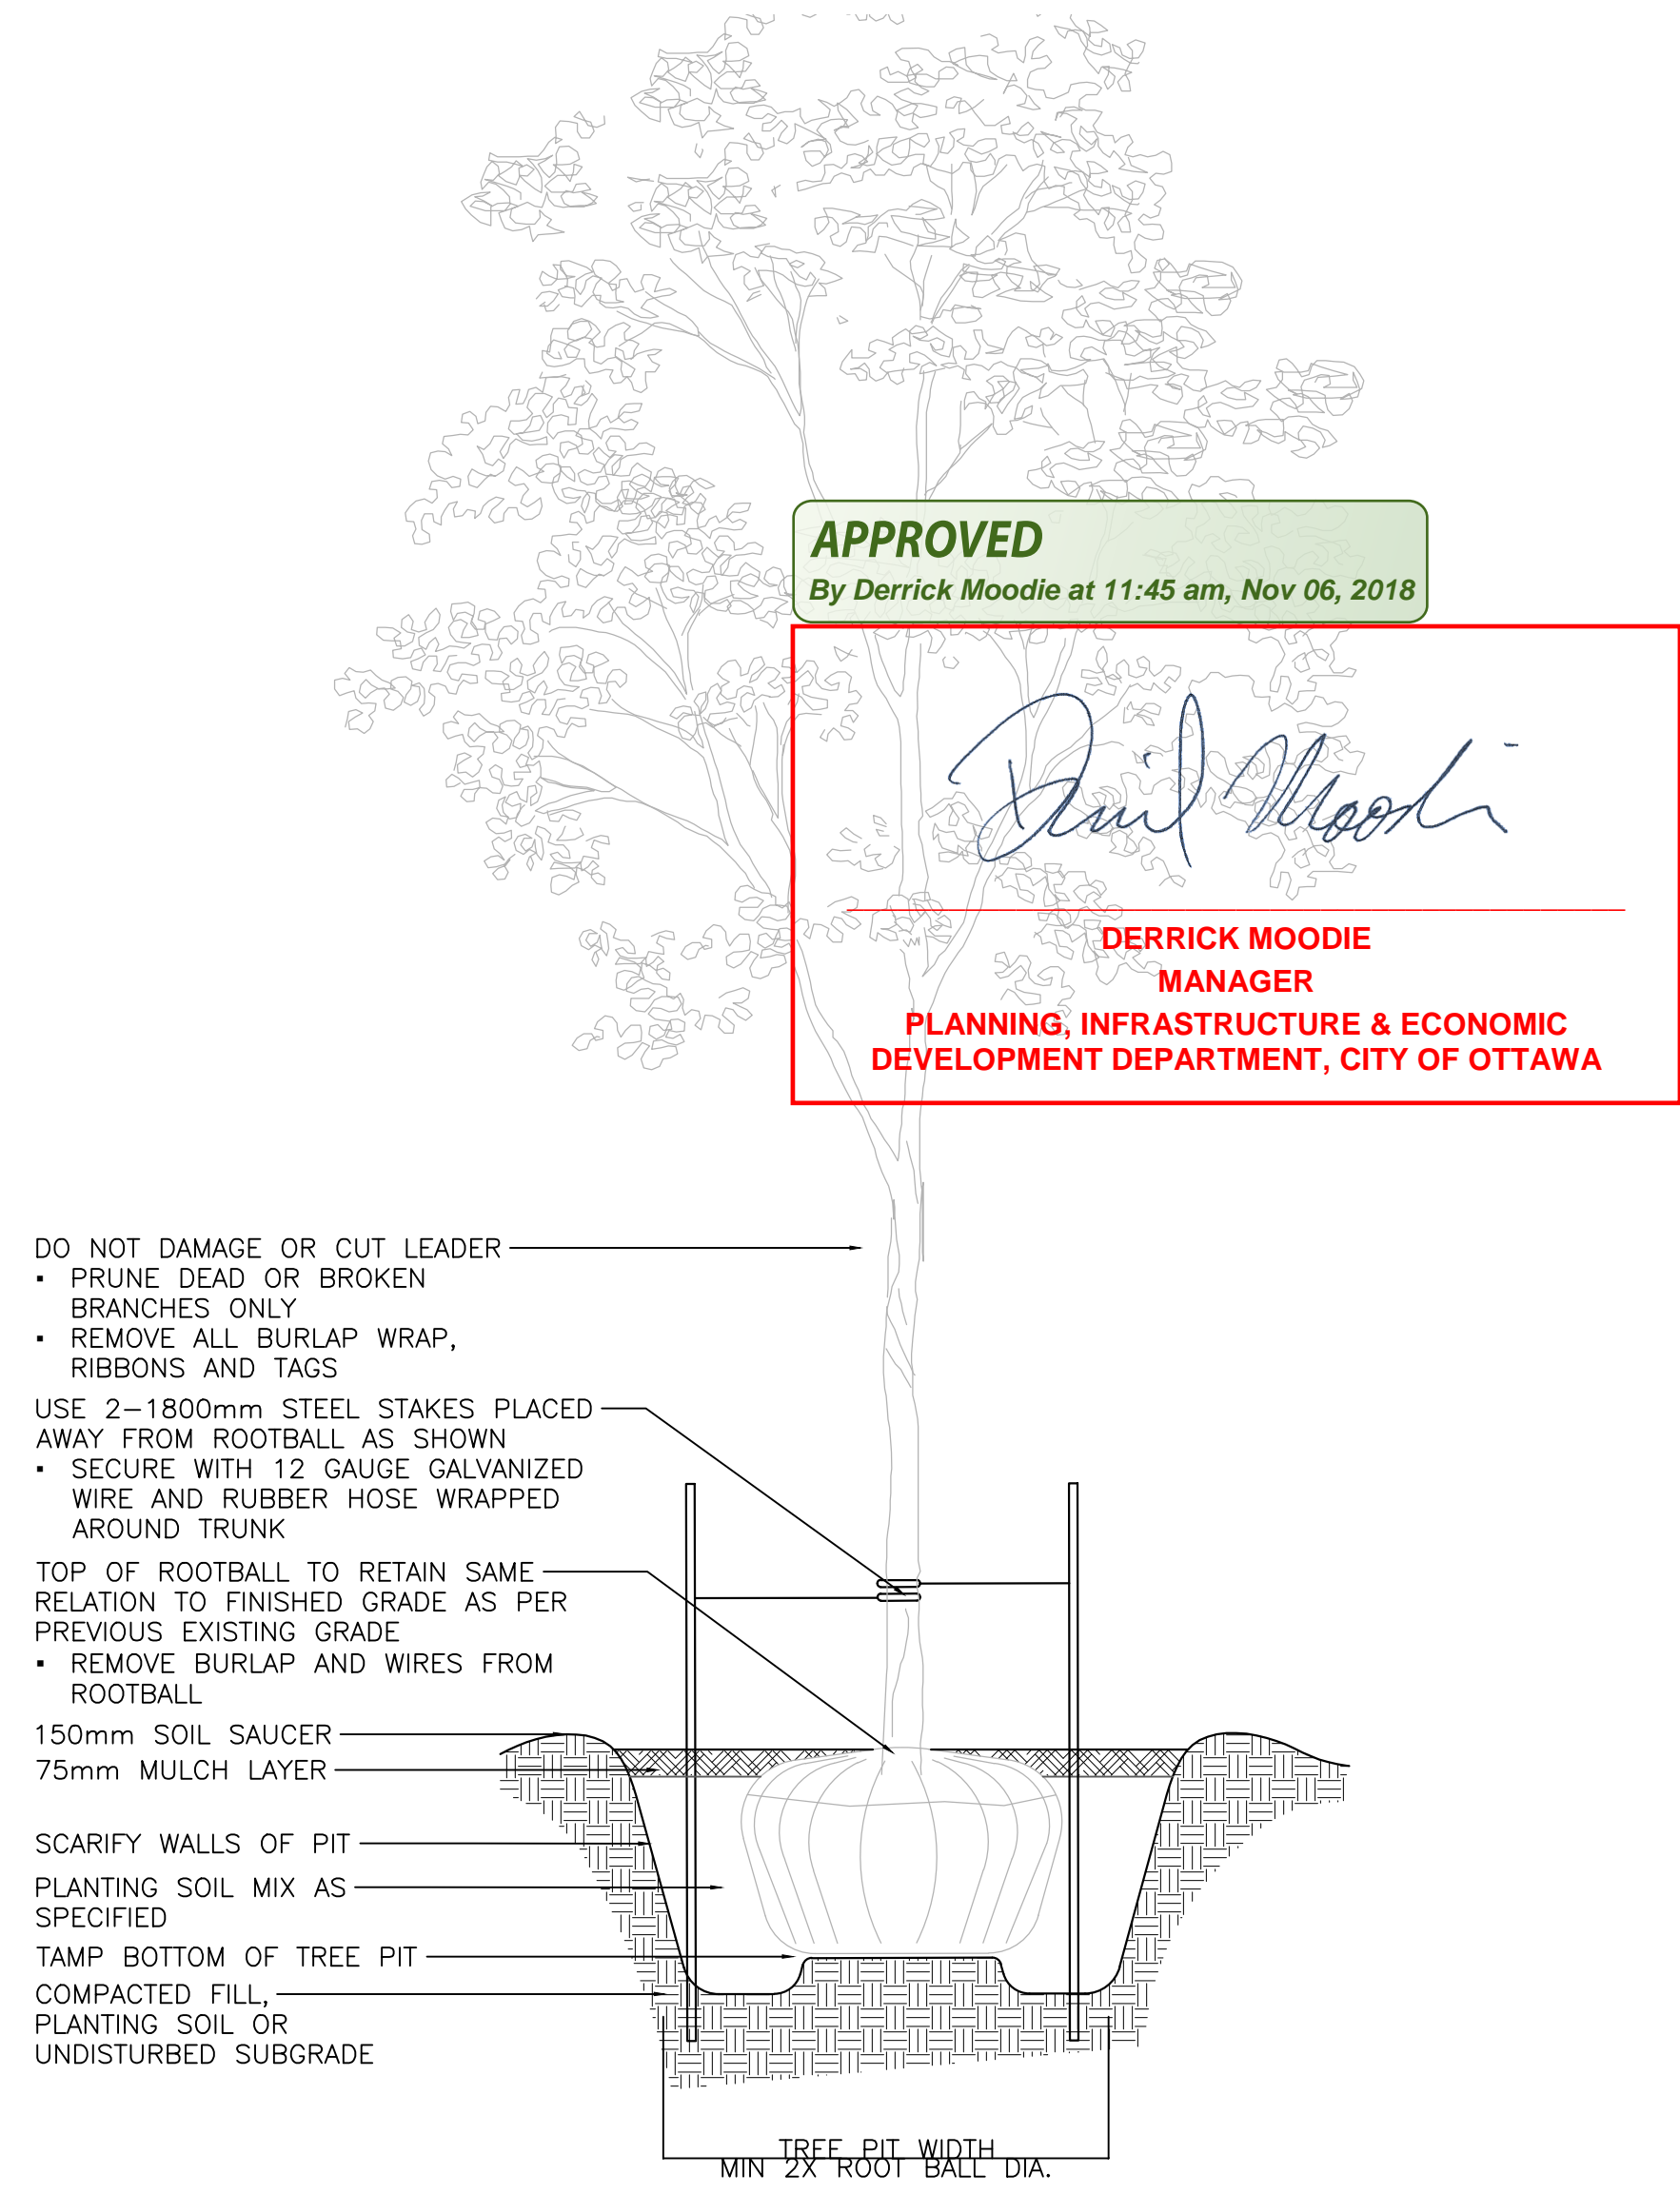 APPROVED
By Derrick Moodie at 11:45 am, Nov 06, 2018
DERRICK MOODIE
MANAGER
PLANNING, INFRASTRUCTURE & ECONOMIC
DEVELOPMENT DEPARTMENT, CITY OF OTTAWA
DO NOT DAMAGE OR CUT LEADER
▪ PRUNE DEAD OR BROKEN
BRANCHES ONLY
▪ REMOVE ALL BURLAP WRAP,
RIBBONS AND TAGS
USE 2-1800mm STEEL STAKES PLACED
AWAY FROM ROOTBALL AS SHOWN
▪ SECURE WITH 12 GAUGE GALVANIZED
WIRE AND RUBBER HOSE WRAPPED
AROUND TRUNK
TOP OF ROOTBALL TO RETAIN SAME
RELATION TO FINISHED GRADE AS PER
PREVIOUS EXISTING GRADE
▪ REMOVE BURLAP AND WIRES FROM
ROOTBALL
150mm SOIL SAUCER
75mm MULCH LAYER
SCARIFY WALLS OF PIT
PLANTING SOIL MIX AS
SPECIFIED
TAMP BOTTOM OF TREE PIT
COMPACTED FILL,
PLANTING SOIL OR
UNDISTURBED SUBGRADE
TREE PIT WIDTH
MIN 2X ROOT BALL DIA.